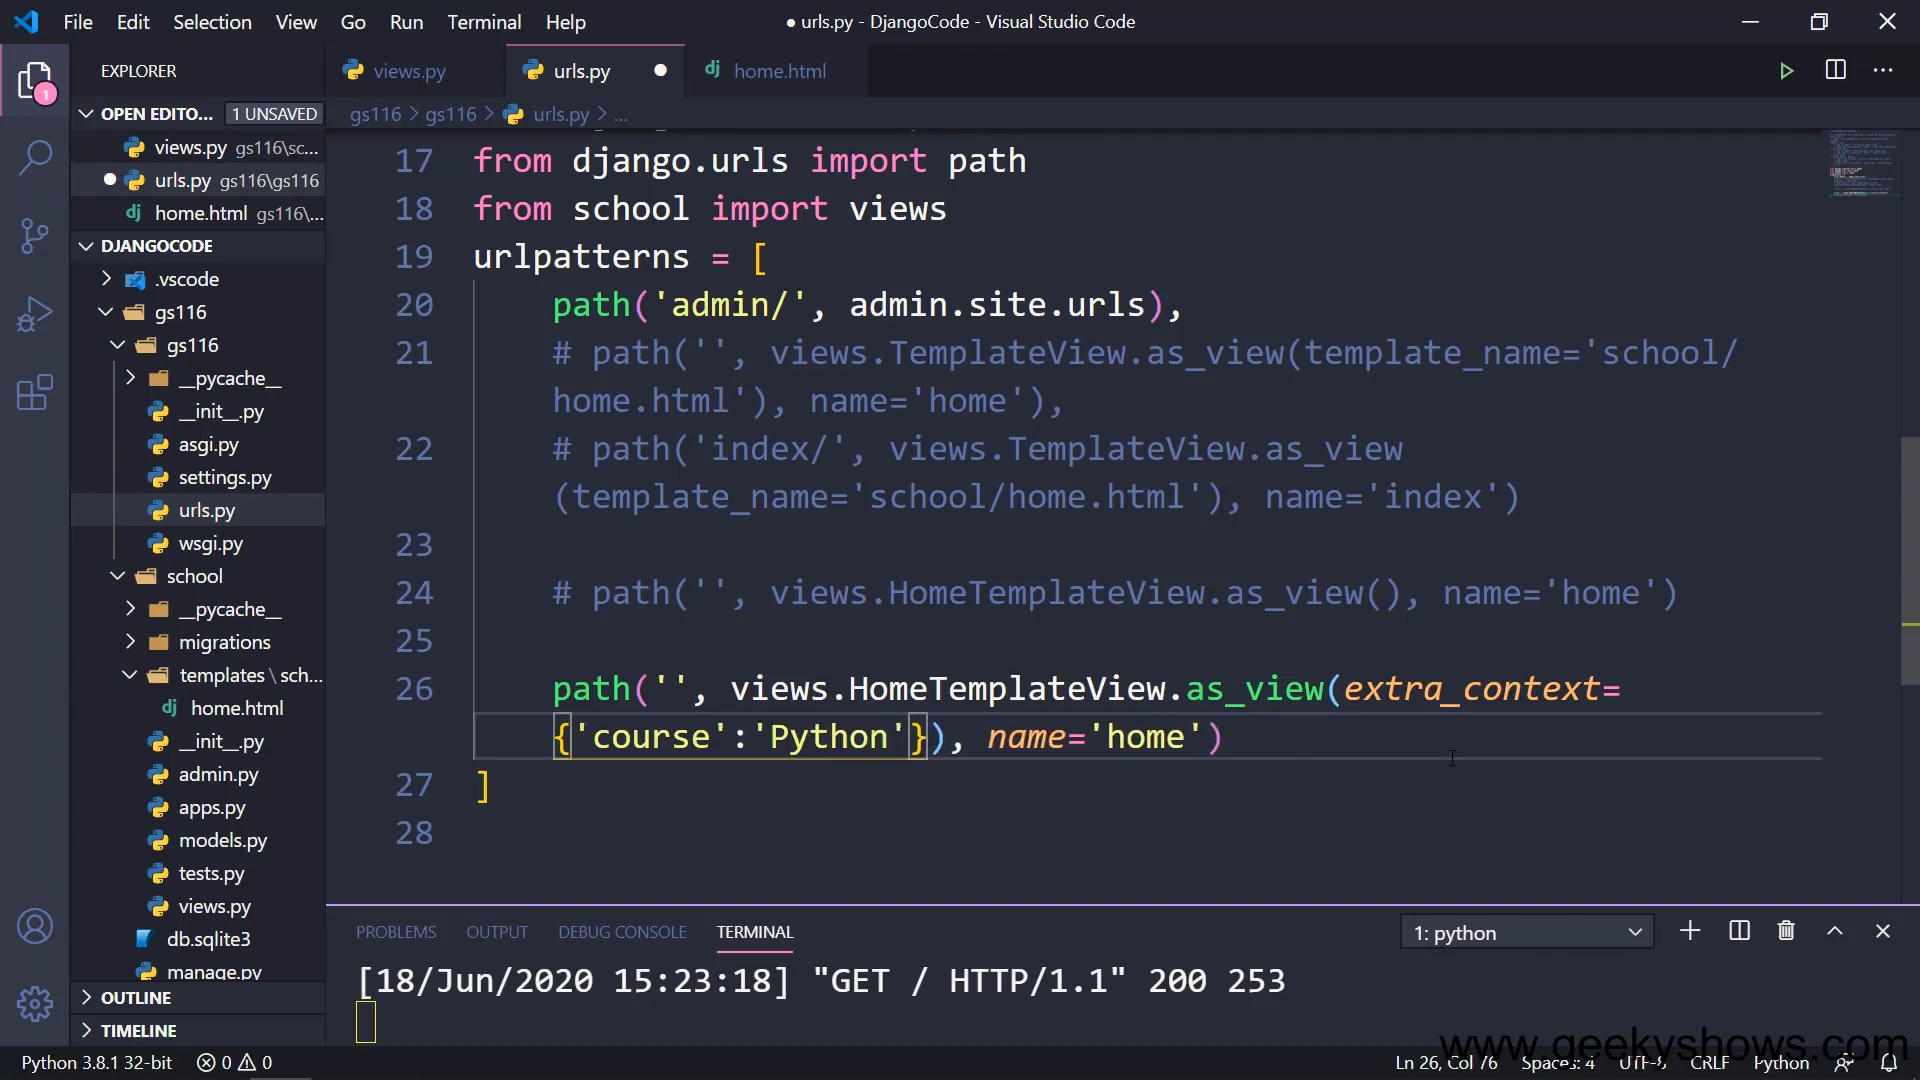 File Edit Selection View Go Run Terminal Help
● urls.py - DjangoCode - Visual Studio Code
EXPLORER
1
OPEN EDITO... 1 UNSAVED
views.py gs116\sc...
● urls.py gs116\gs116
dj home.html gs116\...
DJANGOCODE
.vscode
gs116
gs116
__pycache__
__init__.py
asgi.py
settings.py
urls.py
wsgi.py
school
__pycache__
migrations
templates\sch...
dj home.html
__init__.py
admin.py
apps.py
models.py
tests.py
views.py
db.sqlite3
manage.py
OUTLINE
TIMELINE
views.py urls.py ● dj home.html
gs116 > gs116 > urls.py > ...
17 from django.urls import path
18 from school import views
19 urlpatterns = [
20 path('admin/', admin.site.urls),
21 # path('', views.TemplateView.as_view(template_name='school/
home.html'), name='home'),
22 # path('index/', views.TemplateView.as_view
(template_name='school/home.html'), name='index')
23
24 # path('', views.HomeTemplateView.as_view(), name='home')
25
26 path('', views.HomeTemplateView.as_view(extra_context=
{'course':'Python'}), name='home')
27 ]
28
PROBLEMS OUTPUT DEBUG CONSOLE TERMINAL 1: python
[18/Jun/2020 15:23:18] "GET / HTTP/1.1" 200 253
www.geekyshows.com
Python 3.8.1 32-bit 0 0 Ln 26, Col 76 Spaces: 4 UTF-8 CRLF Python